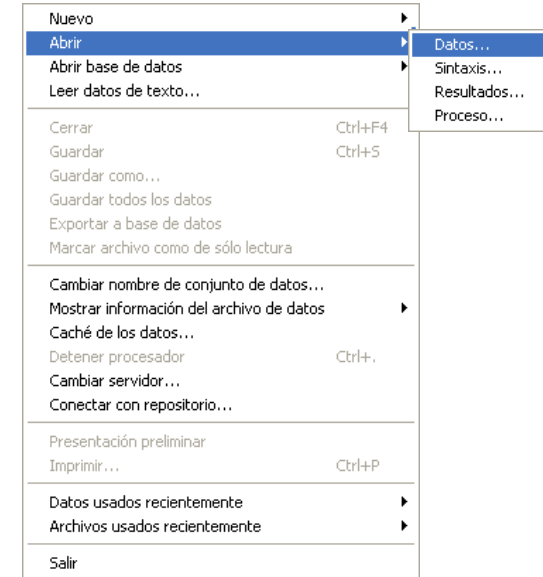 Nuevo
Abrir
Datos...
Abrir base de datos
Sintaxis...
Leer datos de texto...
Resultados...
Proceso...
Cerrar Ctrl+F4
Guardar Ctrl+S
Guardar como...
Guardar todos los datos
Exportar a base de datos
Marcar archivo como de sólo lectura
Cambiar nombre de conjunto de datos...
Mostrar información del archivo de datos
Caché de los datos...
Detener procesador Ctrl+.
Cambiar servidor...
Conectar con repositorio...
Presentación preliminar
Imprimir... Ctrl+P
Datos usados recientemente
Archivos usados recientemente
Salir